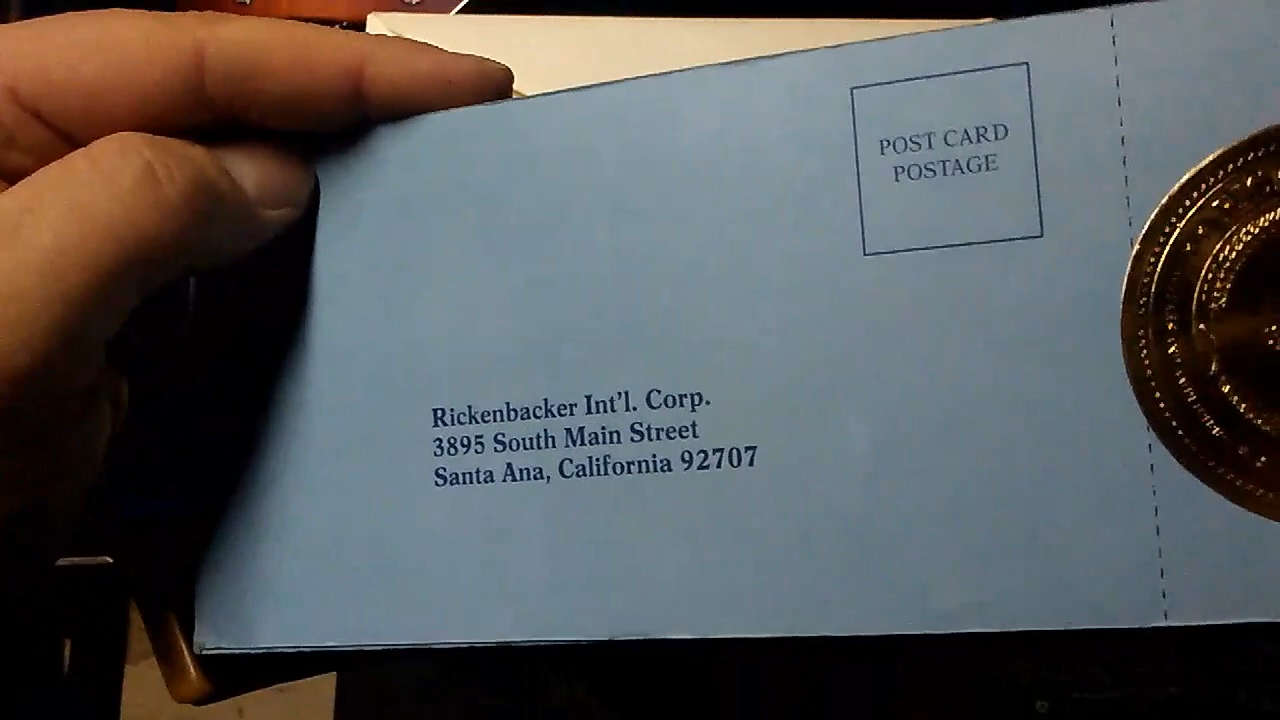 POST CARD
POSTAGE
Rickenbacker Int'l. Corp.
3895 South Main Street
Santa Ana, California 92707